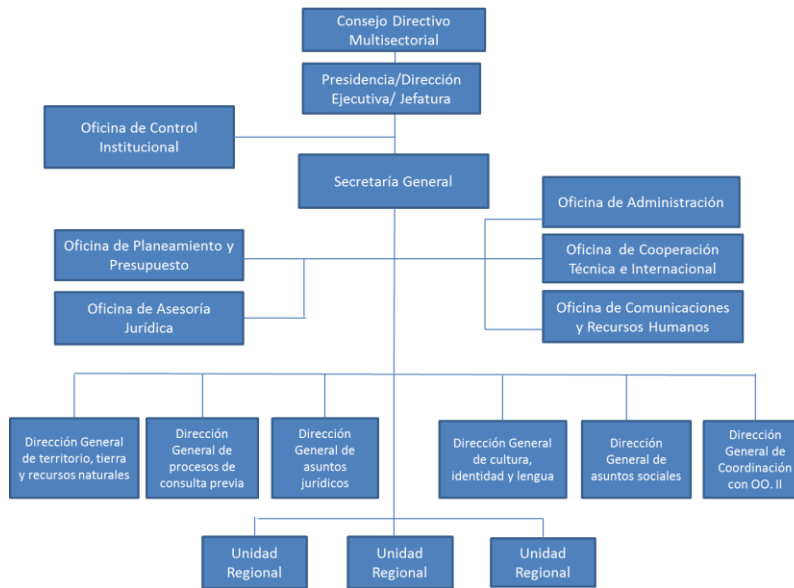 Consejo Directivo
Multisectorial
Presidencia/Dirección
Ejecutiva/ Jefatura
Oficina de Control
Institucional
Secretaría General
Oficina de Administración
Oficina de Planeamiento y
Presupuesto
Oficina de Cooperación
Técnica e Internacional
Oficina de Asesoría
Jurídica
Oficina de Comunicaciones
y Recursos Humanos
Dirección General
de territorio, tierra
y recursos naturales
Dirección
General de
procesos de
consulta previa
Dirección
General de
asuntos
jurídicos
Dirección General
de cultura,
identidad y lengua
Dirección
General de
asuntos sociales
Dirección
General de
Coordinación
con OO. II
Unidad
Regional
Unidad
Regional
Unidad
Regional